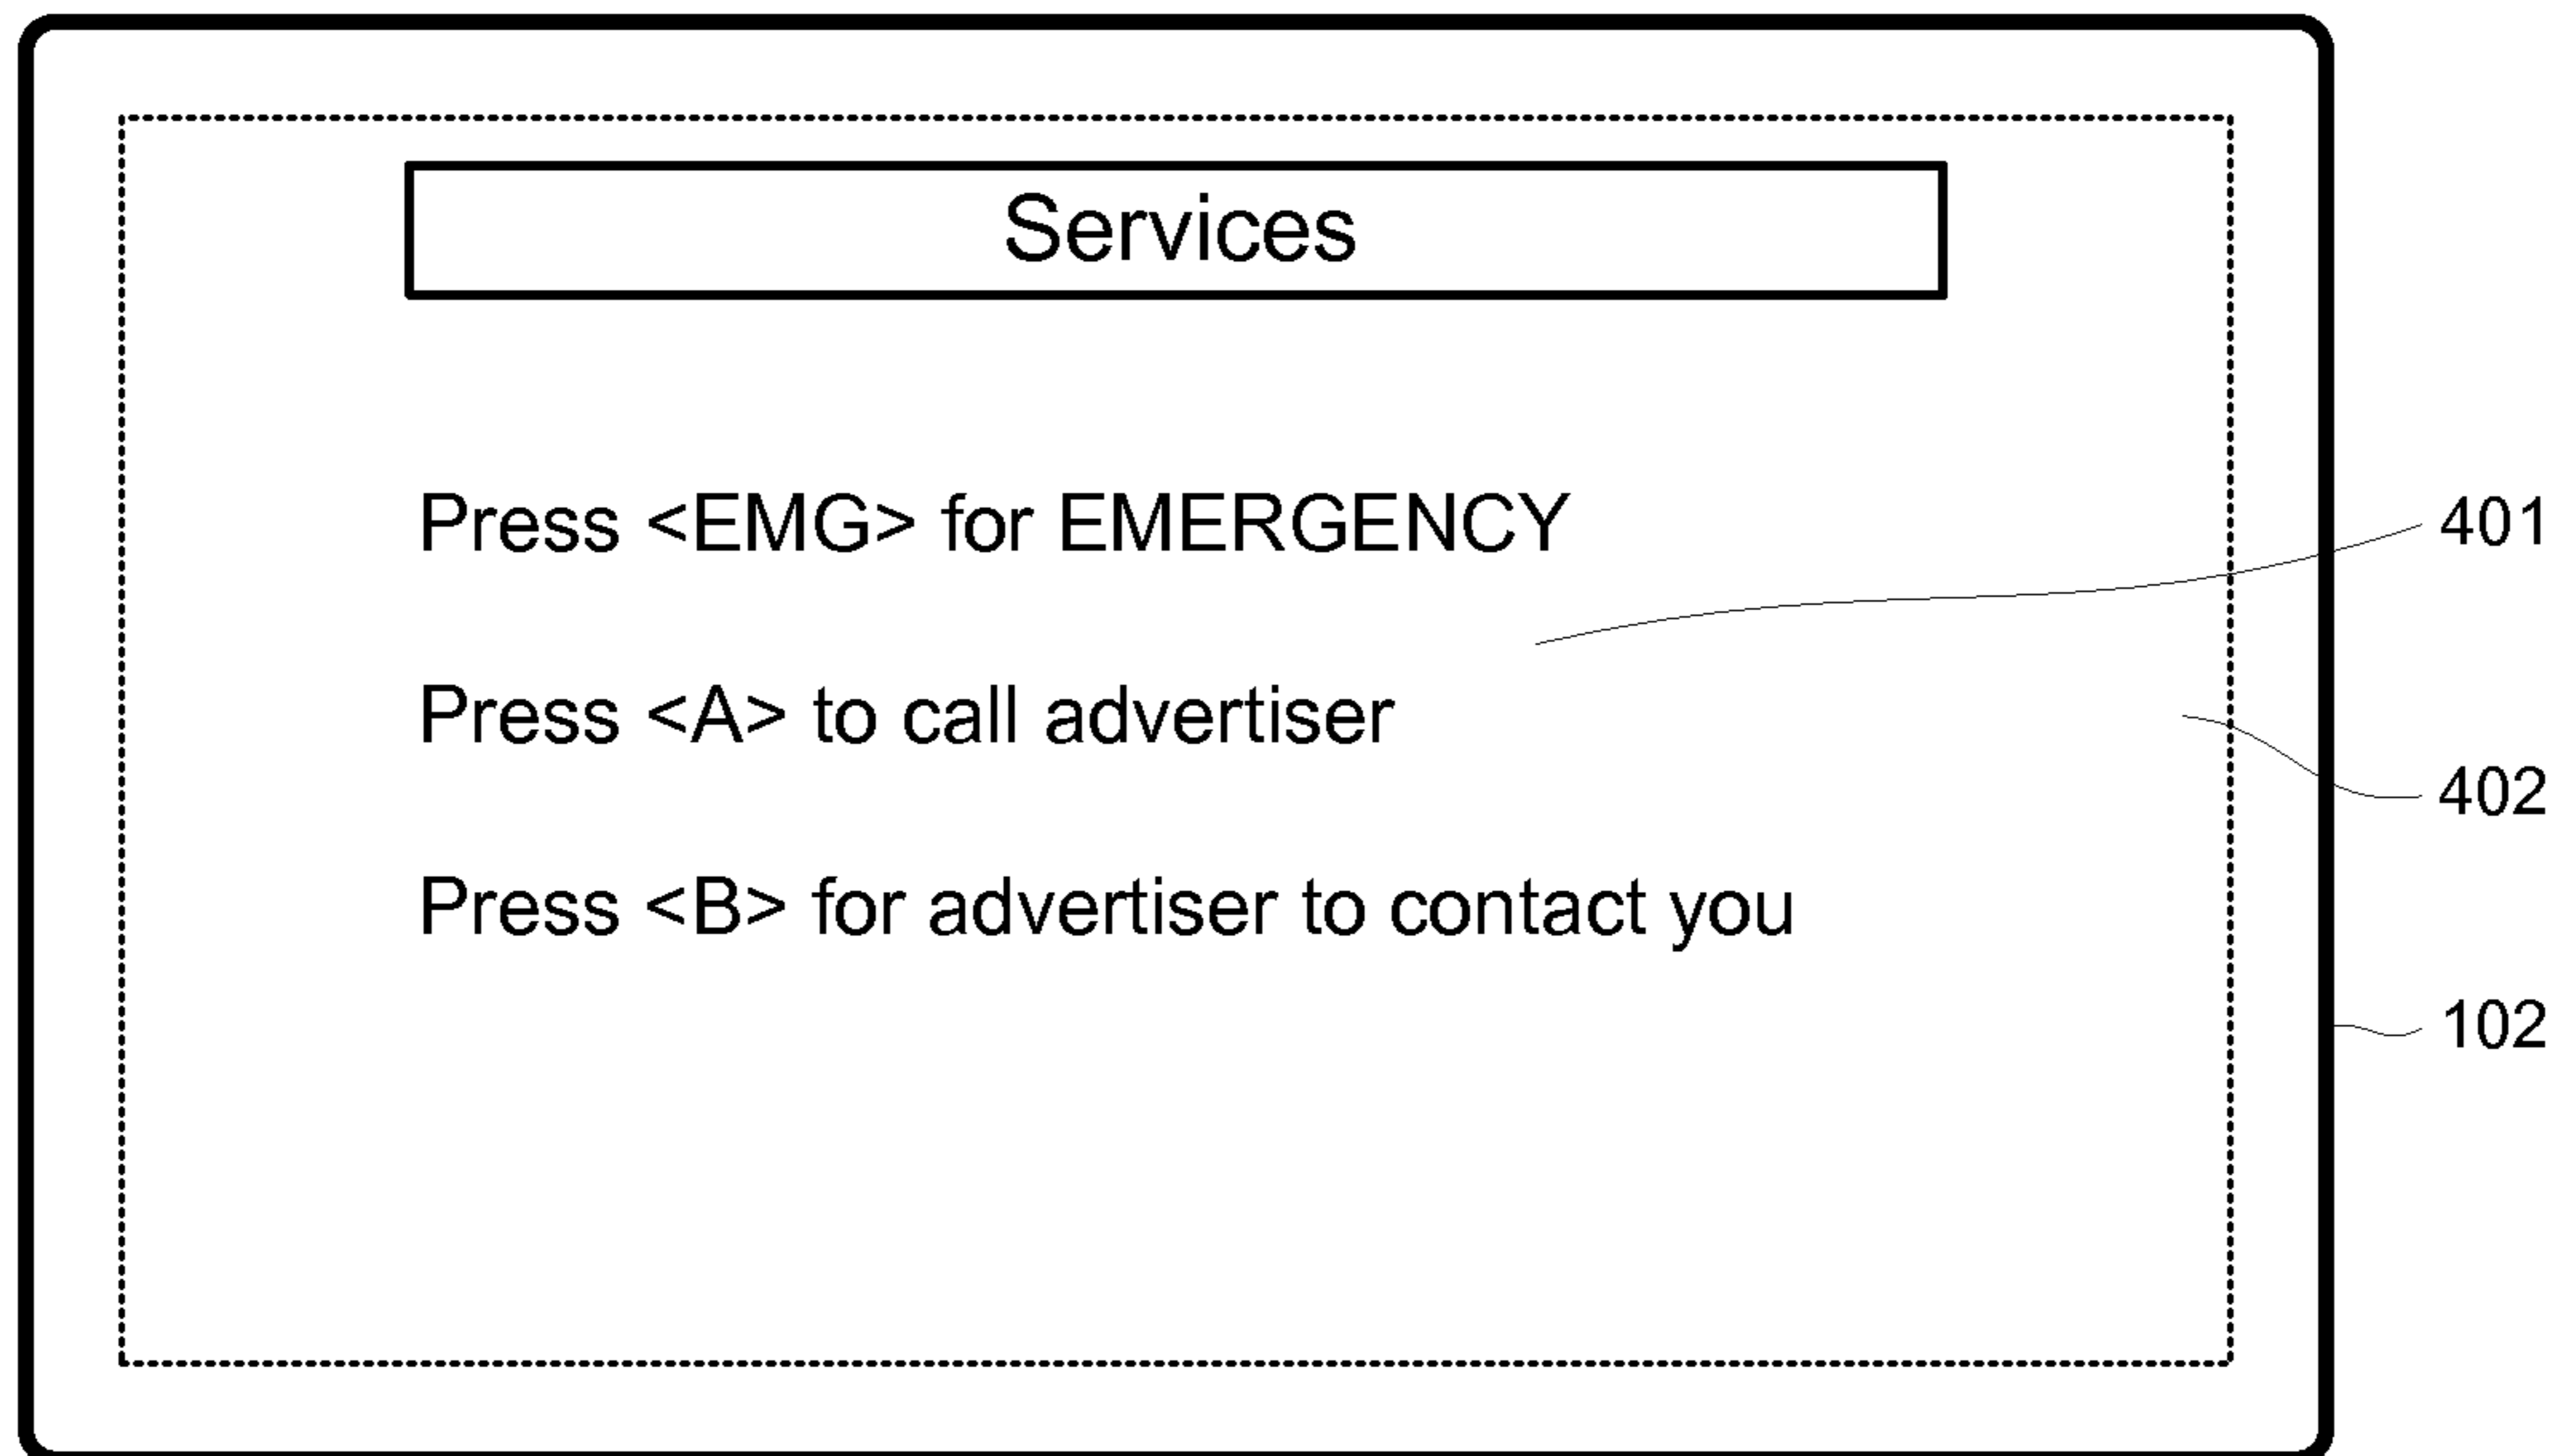 Services
Press <EMG> for EMERGENCY
401
Press <A> to call advertiser
402
Press <B> for advertiser to contact you
102